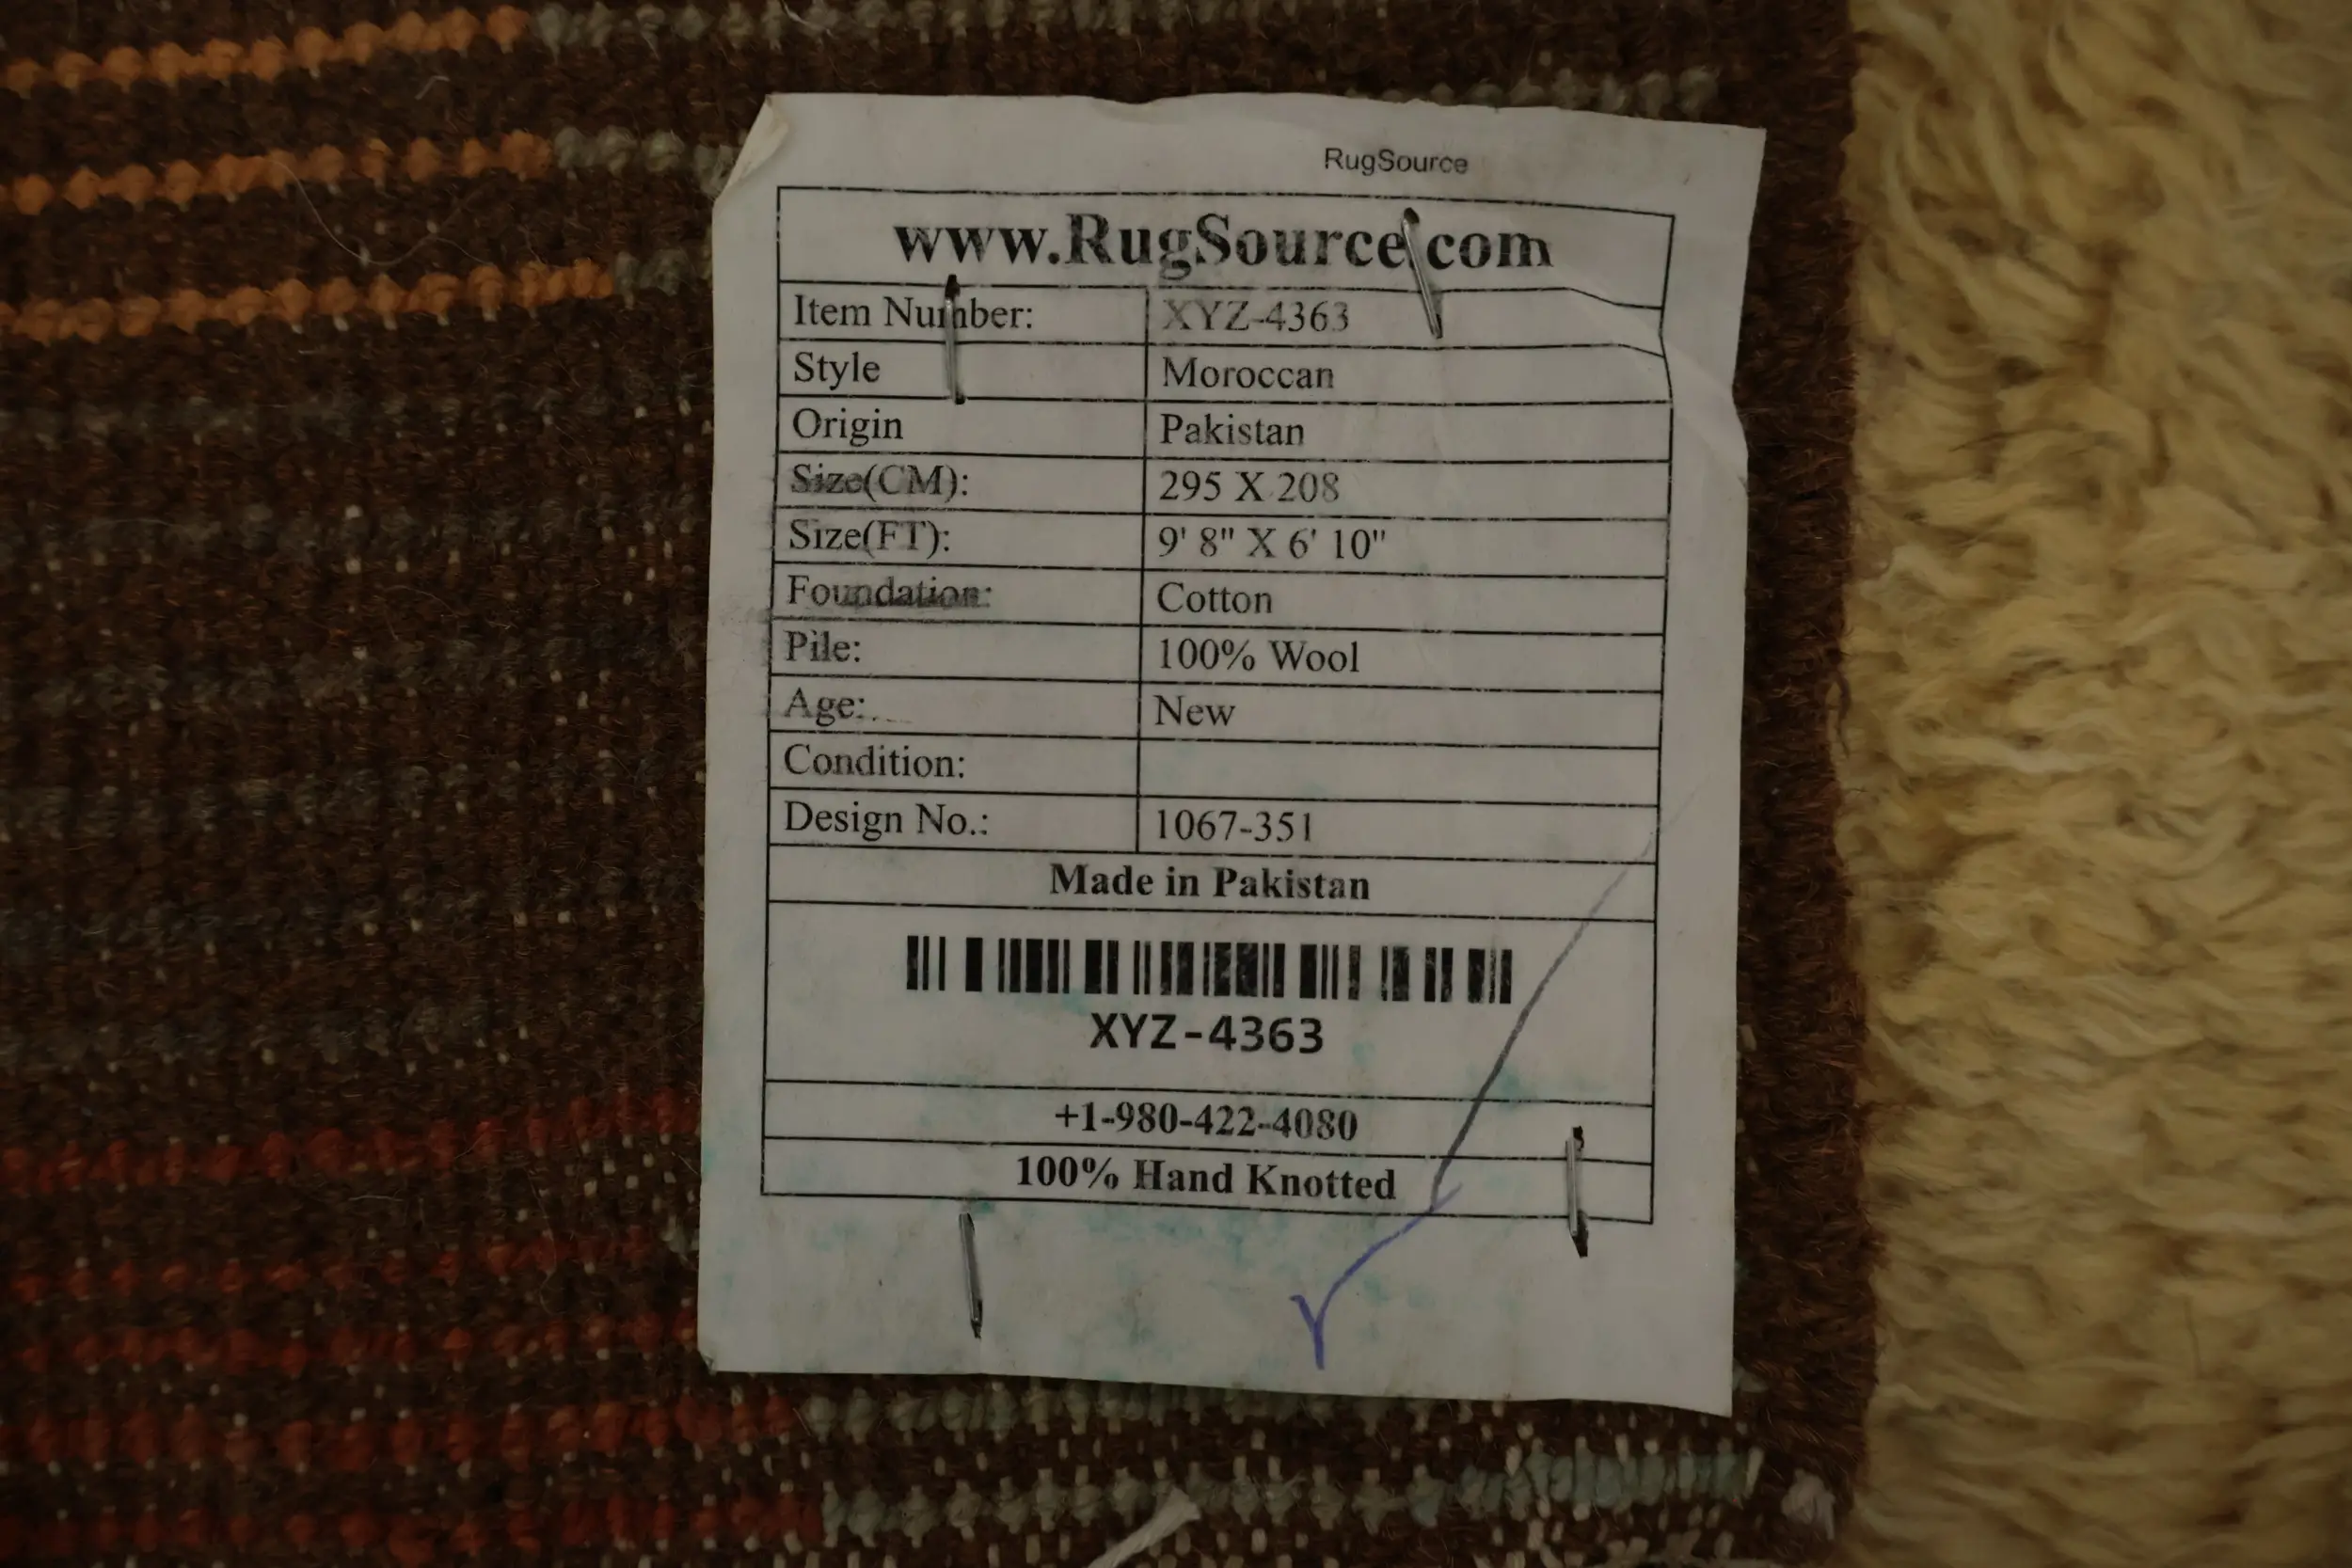 RugSource
www.RugSource.com
Item Number: XYZ-4363
Style Moroccan
Origin Pakistan
Size(CM): 295 X 208
Size(FT): 9' 8" X 6' 10"
Foundation: Cotton
Pile: 100% Wool
Age: New
Condition:
Design No.: 1067-351
Made in Pakistan
XYZ-4363
+1-980-422-4080
100% Hand Knotted